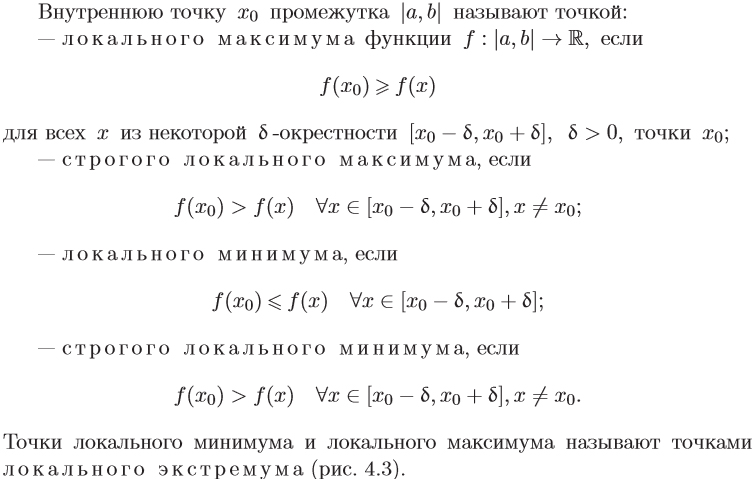 Внутреннюю точку x₀ промежутка |a, b| называют точкой:
— локального максимума функции f : |a, b| → ℝ, если
f(x₀) ⩾ f(x)
для всех x из некоторой δ-окрестности [x₀ − δ, x₀ + δ], δ > 0, точки x₀;
— строгого локального максимума, если
f(x₀) > f(x) ∀x ∈ [x₀ − δ, x₀ + δ], x ≠ x₀;
— локального минимума, если
f(x₀) ⩽ f(x) ∀x ∈ [x₀ − δ, x₀ + δ];
— строгого локального минимума, если
f(x₀) > f(x) ∀x ∈ [x₀ − δ, x₀ + δ], x ≠ x₀.
Точки локального минимума и локального максимума называют точками
локального экстремума (рис. 4.3).